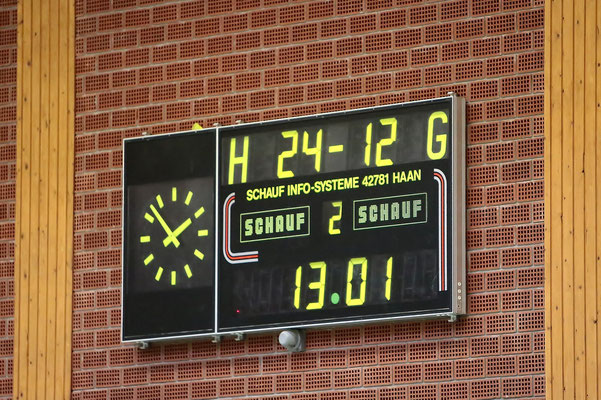 H 24-12 G
SCHAUF INFO-SYSTEME 42781 HAAN
SCHAUF 2 SCHAUF
13.01